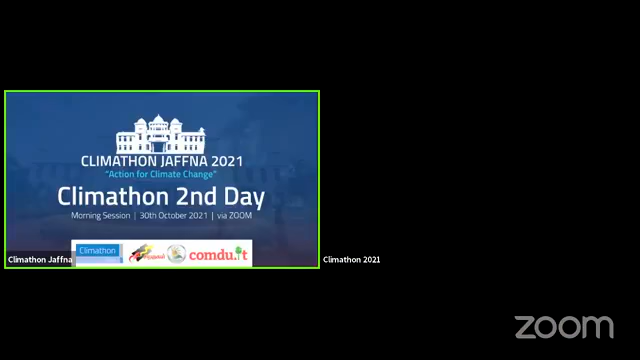 CLIMATHON JAFFNA 2021
“Action for Climate Change”
Climathon 2nd Day
Morning Session | 30th October 2021 | via ZOOM
Climathon
comdu.it
Climathon Jaffna
Climathon 2021
zoom